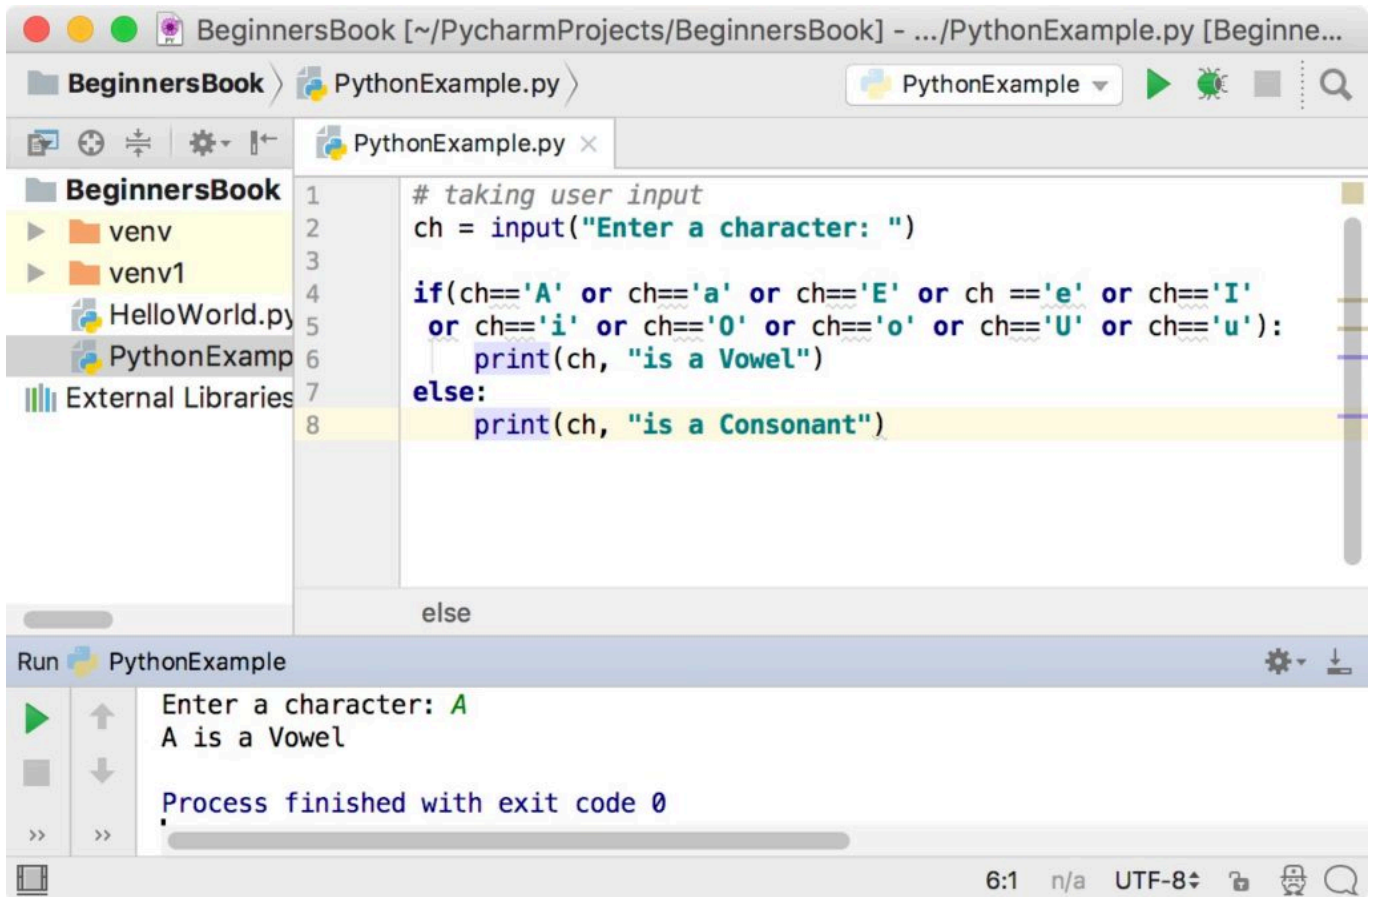 BeginnersBook [~/PycharmProjects/BeginnersBook] - .../PythonExample.py [Beginne...
BeginnersBook PythonExample.py PythonExample
PythonExample.py
BeginnersBook
venv
venv1
HelloWorld.py
PythonExamp
External Libraries
1 # taking user input
2 ch = input("Enter a character: ")
3
4 if(ch=='A' or ch=='a' or ch=='E' or ch =='e' or ch=='I'
5 or ch=='i' or ch=='O' or ch=='o' or ch=='U' or ch=='u'):
6 print(ch, "is a Vowel")
7 else:
8 print(ch, "is a Consonant")
else
Run PythonExample
Enter a character: A
A is a Vowel
Process finished with exit code 0
6:1 n/a UTF-8